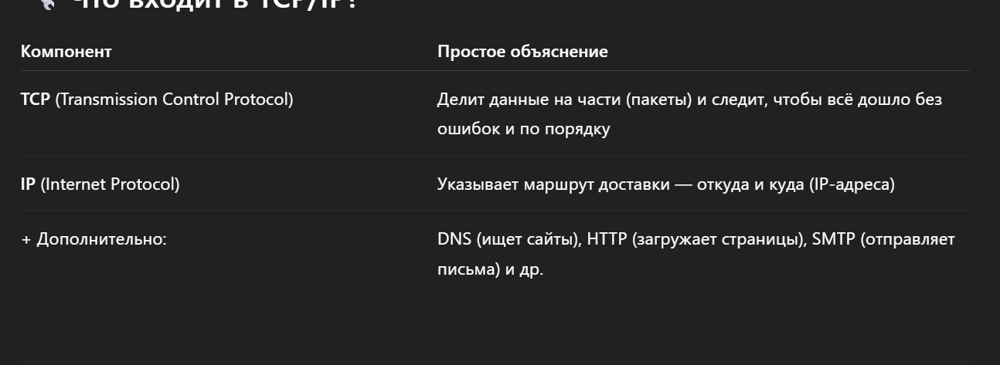 Что входит в TCP/IP?
Компонент
Простое объяснение
TCP (Transmission Control Protocol)
Делит данные на части (пакеты) и следит, чтобы всё дошло без
ошибок и по порядку
IP (Internet Protocol)
Указывает маршрут доставки — откуда и куда (IP-адреса)
+ Дополнительно:
DNS (ищет сайты), HTTP (загружает страницы), SMTP (отправляет
письма) и др.